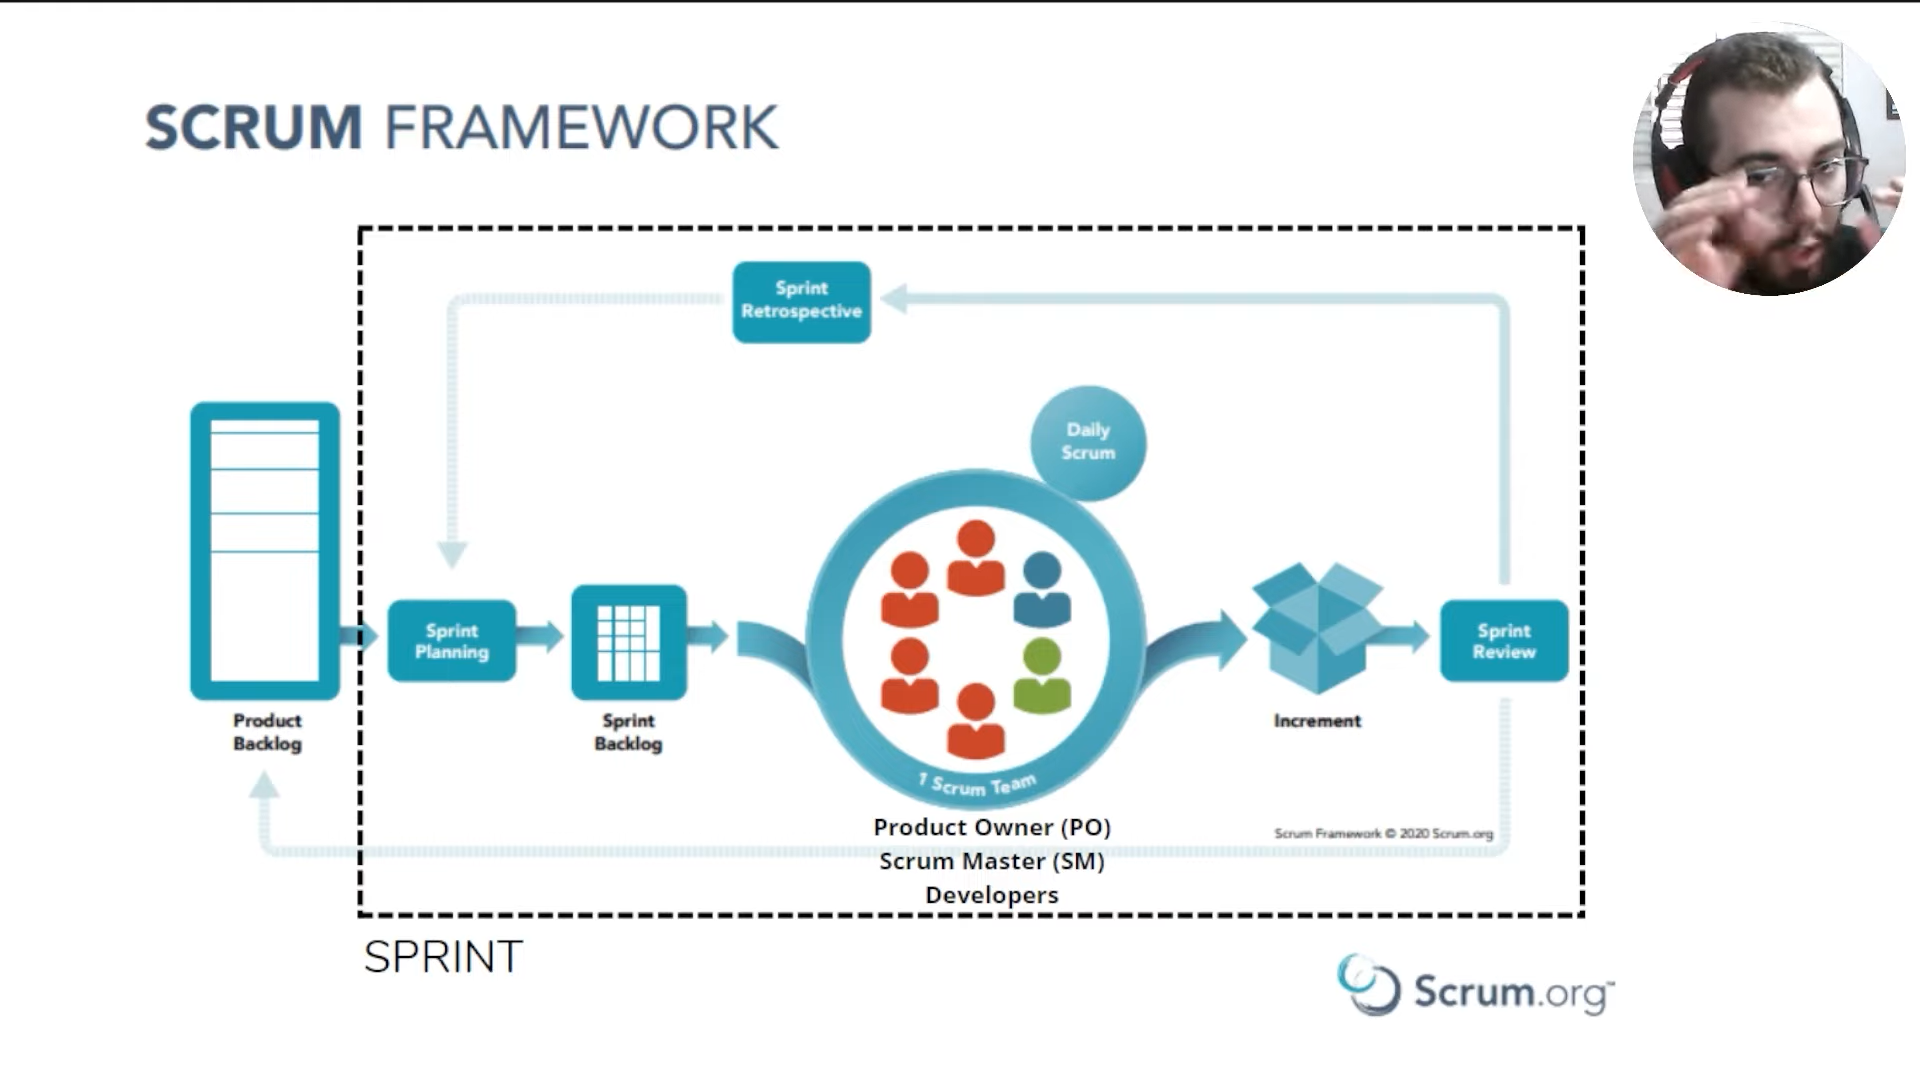 SCRUM FRAMEWORK
Sprint
Retrospective
Daily
Scrum
Sprint
Planning
Sprint
Review
Product
Backlog
Sprint
Backlog
Increment
1 Scrum Team
Product Owner (PO)
Scrum Master (SM)
Developers
Scrum Framework © 2020 Scrum.org
SPRINT
Scrum.org™